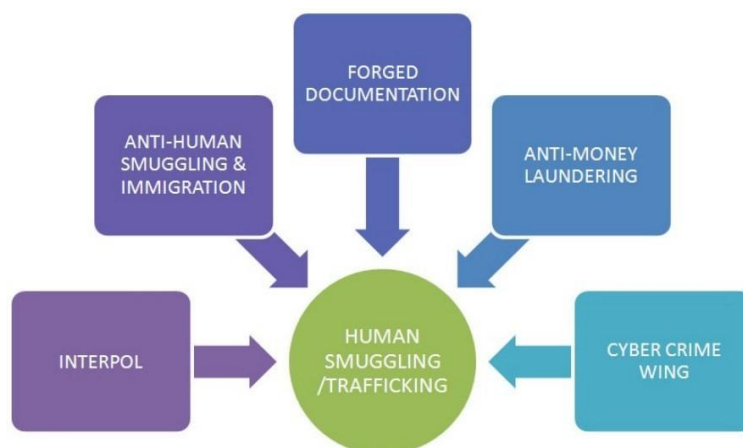 FORGED
DOCUMENTATION
ANTI-HUMAN
SMUGGLING &
IMMIGRATION
ANTI-MONEY
LAUNDERING
INTERPOL
HUMAN
SMUGGLING
/TRAFFICKING
CYBER CRIME
WING